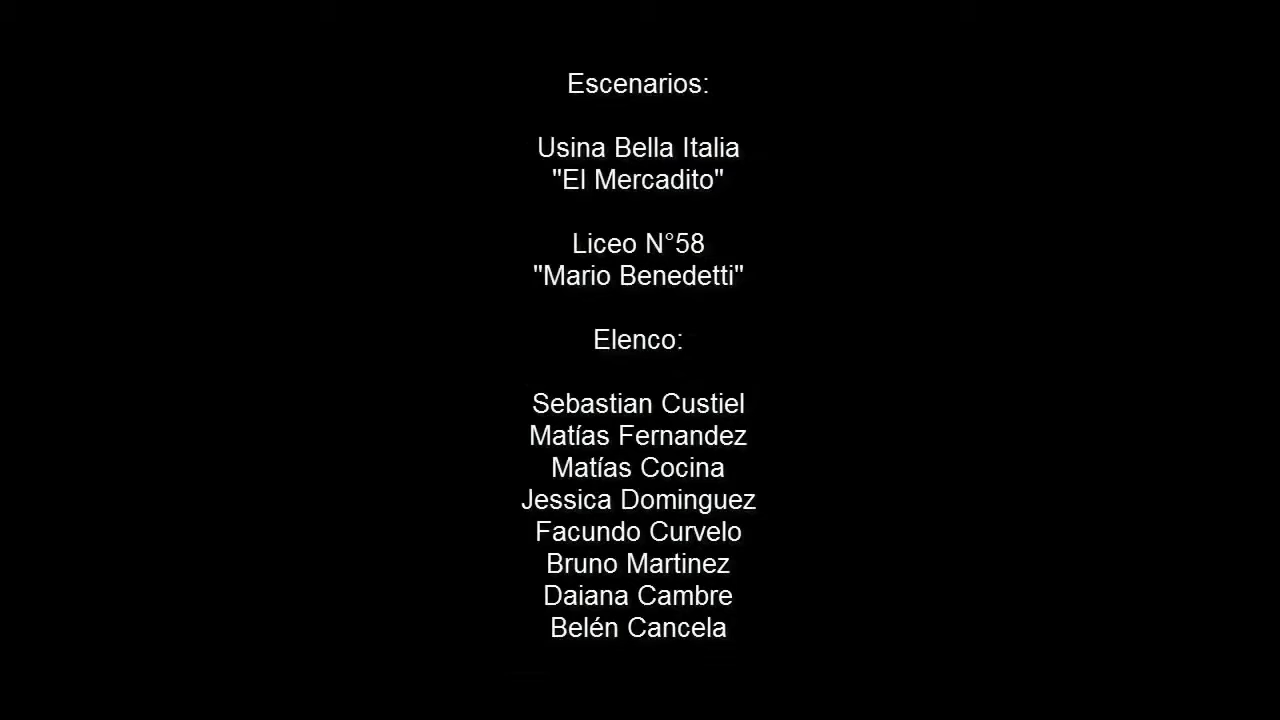 Escenarios:
Usina Bella Italia
"El Mercadito"
Liceo N°58
"Mario Benedetti"
Elenco:
Sebastian Custiel
Matías Fernandez
Matías Cocina
Jessica Dominguez
Facundo Curvelo
Bruno Martinez
Daiana Cambre
Belén Cancela